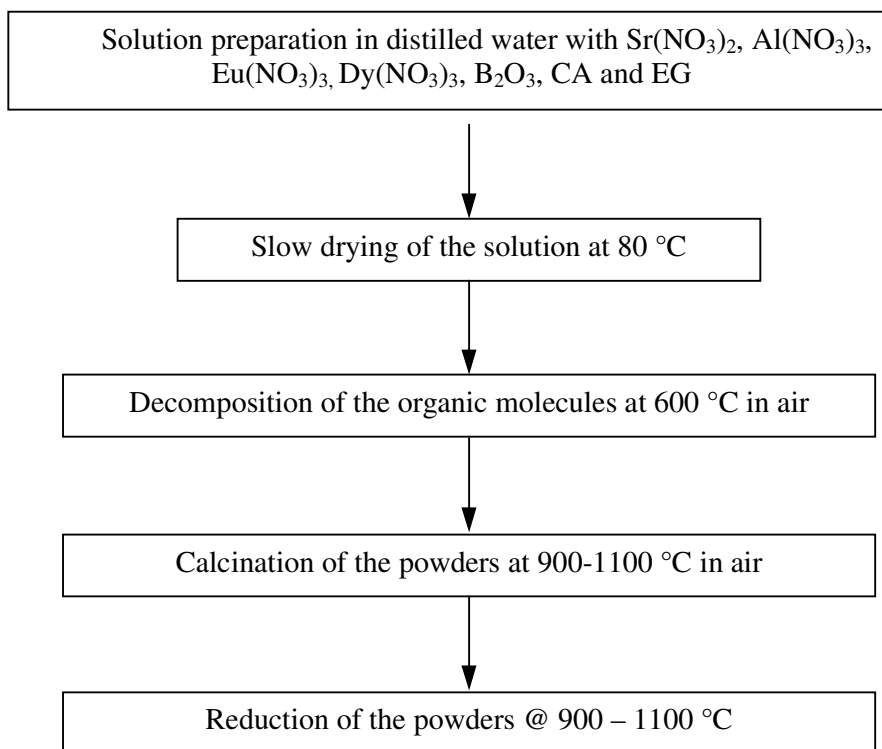 Solution preparation in distilled water with Sr(NO₃)₂, Al(NO₃)₃,
Eu(NO₃)₃, Dy(NO₃)₃, B₂O₃, CA and EG
Slow drying of the solution at 80 °C
Decomposition of the organic molecules at 600 °C in air
Calcination of the powders at 900-1100 °C in air
Reduction of the powders @ 900 – 1100 °C